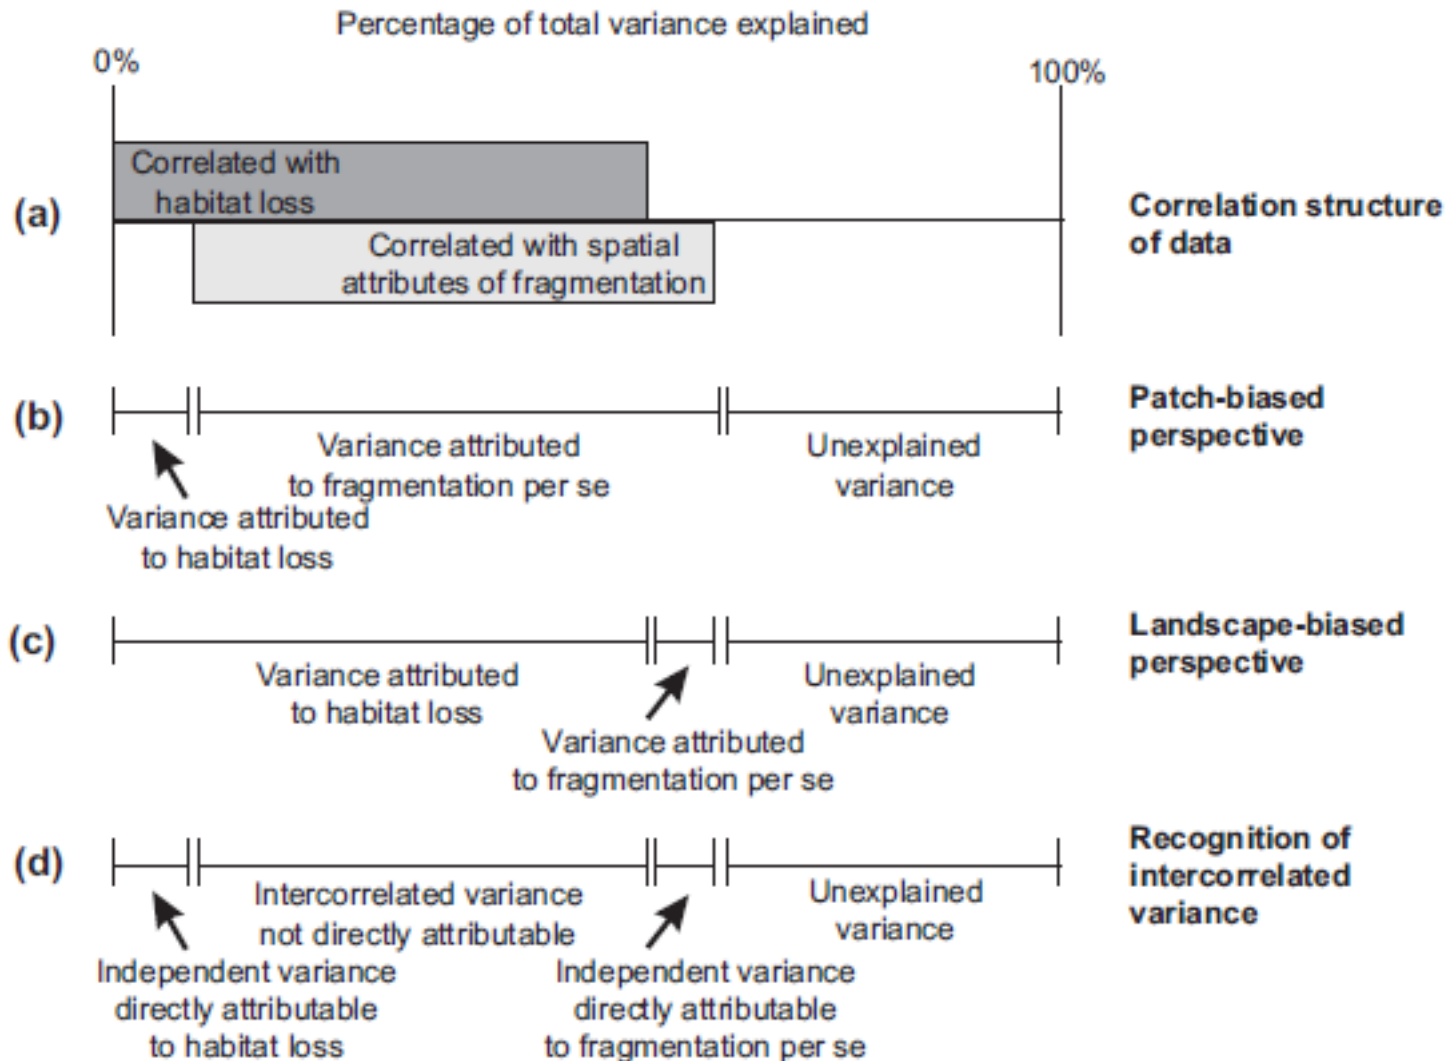 Percentage of total variance explained
0%
100%
(a)
Correlated with
habitat loss
Correlated with spatial
attributes of fragmentation
Correlation structure
of data
(b)
Variance attributed
to fragmentation per se
Unexplained
variance
Variance attributed
to habitat loss
Patch-biased
perspective
(c)
Variance attributed
to habitat loss
Unexplained
variance
Variance attributed
to fragmentation per se
Landscape-biased
perspective
(d)
Intercorrelated variance
not directly attributable
Unexplained
variance
Independent variance
directly attributable
to habitat loss
Independent variance
directly attributable
to fragmentation per se
Recognition of
intercorrelated
variance